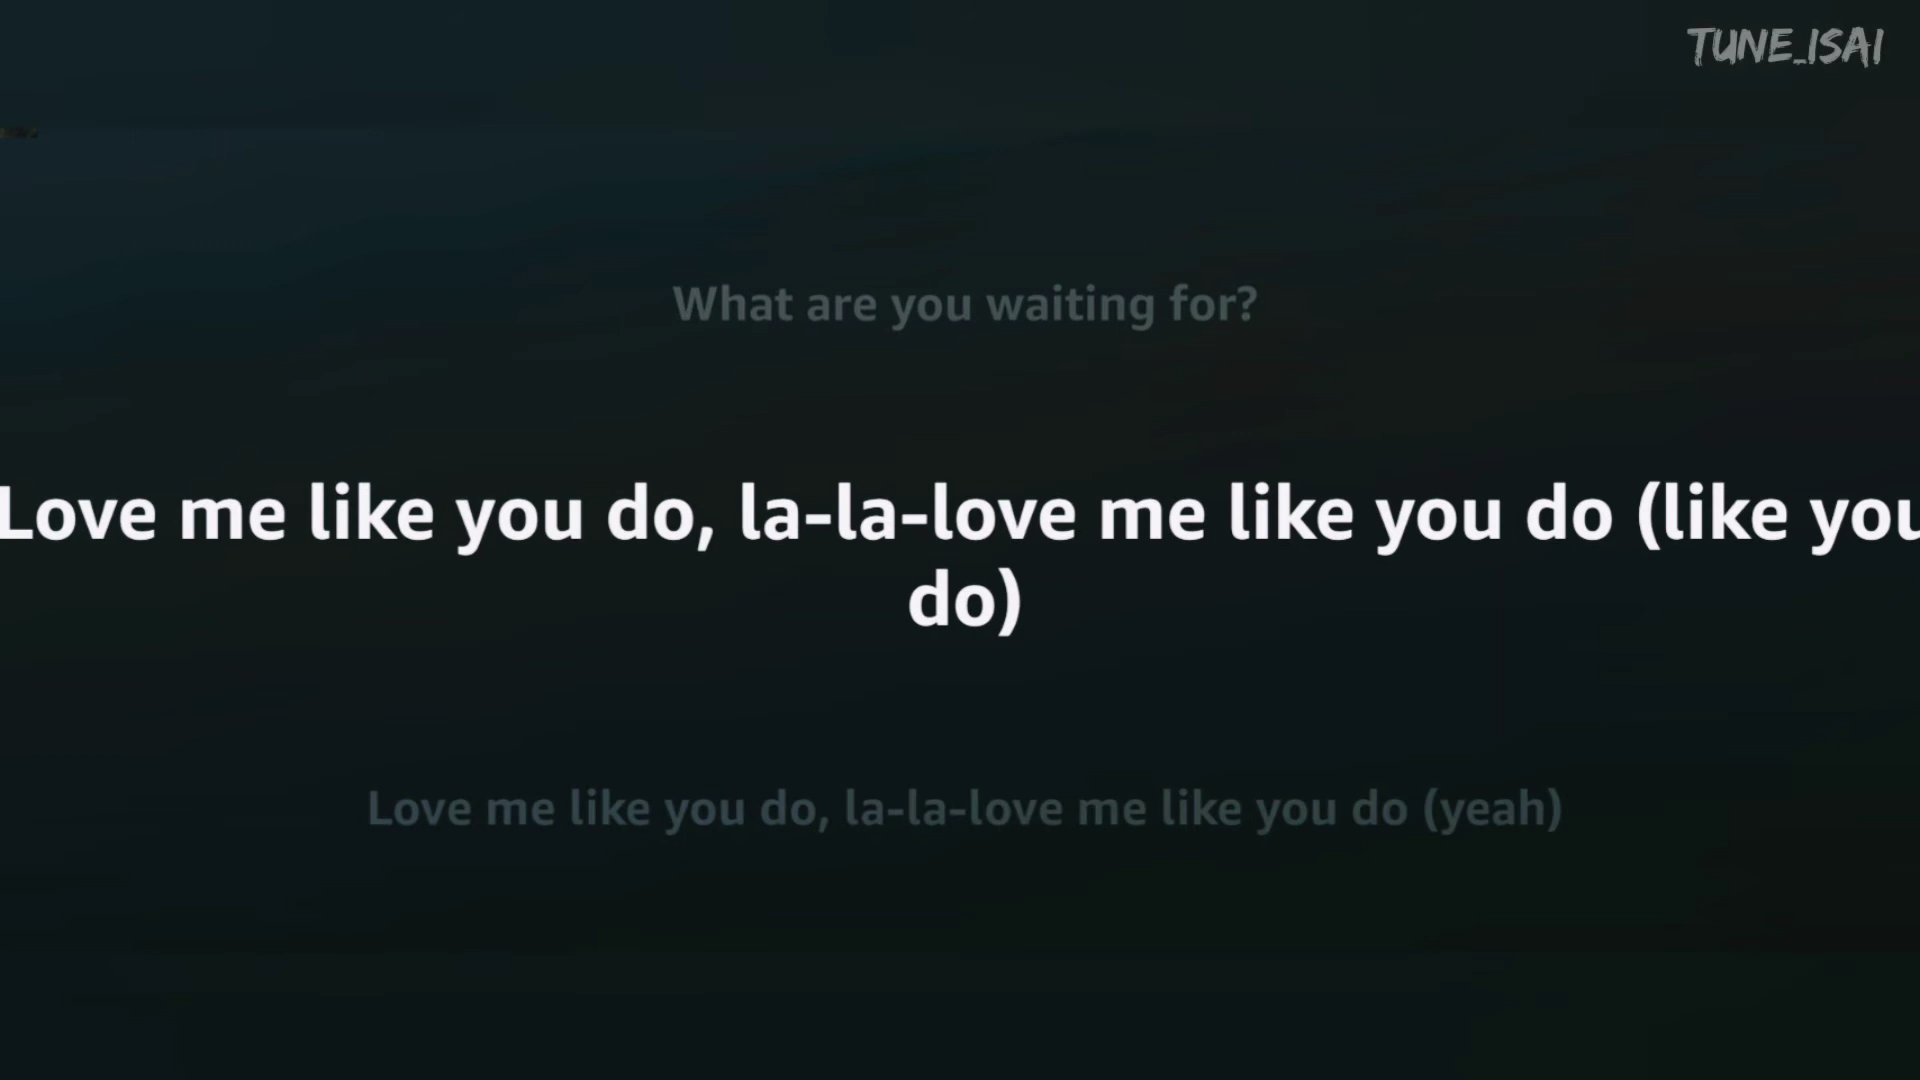 TUNE_ISAI
What are you waiting for?
Love me like you do, la-la-love me like you do (like you
do)
Love me like you do, la-la-love me like you do (yeah)